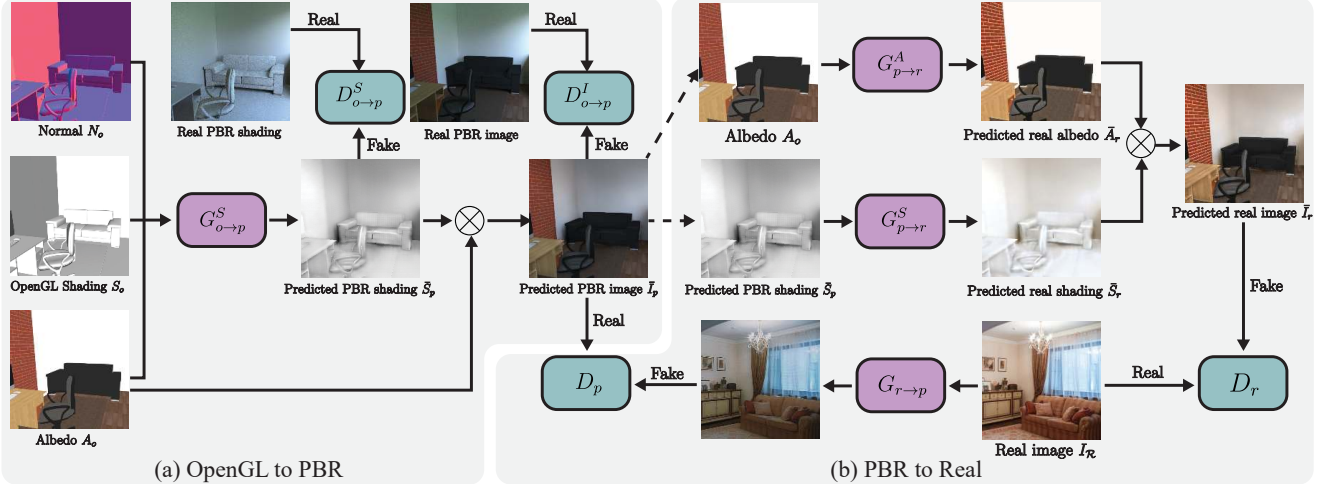 Normal N_o
Real PBR shading
Real
D^S_{o→p}
Real PBR image
Real
D^I_{o→p}
Fake
Fake
OpenGL Shading S_o
G^S_{o→p}
Predicted PBR shading S̄_p
Predicted PBR image Ī_p
Real
Albedo A_o
(a) OpenGL to PBR
Albedo A_o
G^A_{p→r}
Predicted real albedo Ā_r
Predicted PBR shading S̄_p
G^S_{p→r}
Predicted real shading S̄_r
Predicted real image Ī_r
Fake
D_p
Fake
G_{r→p}
Real image I_R
Real
D_r
(b) PBR to Real